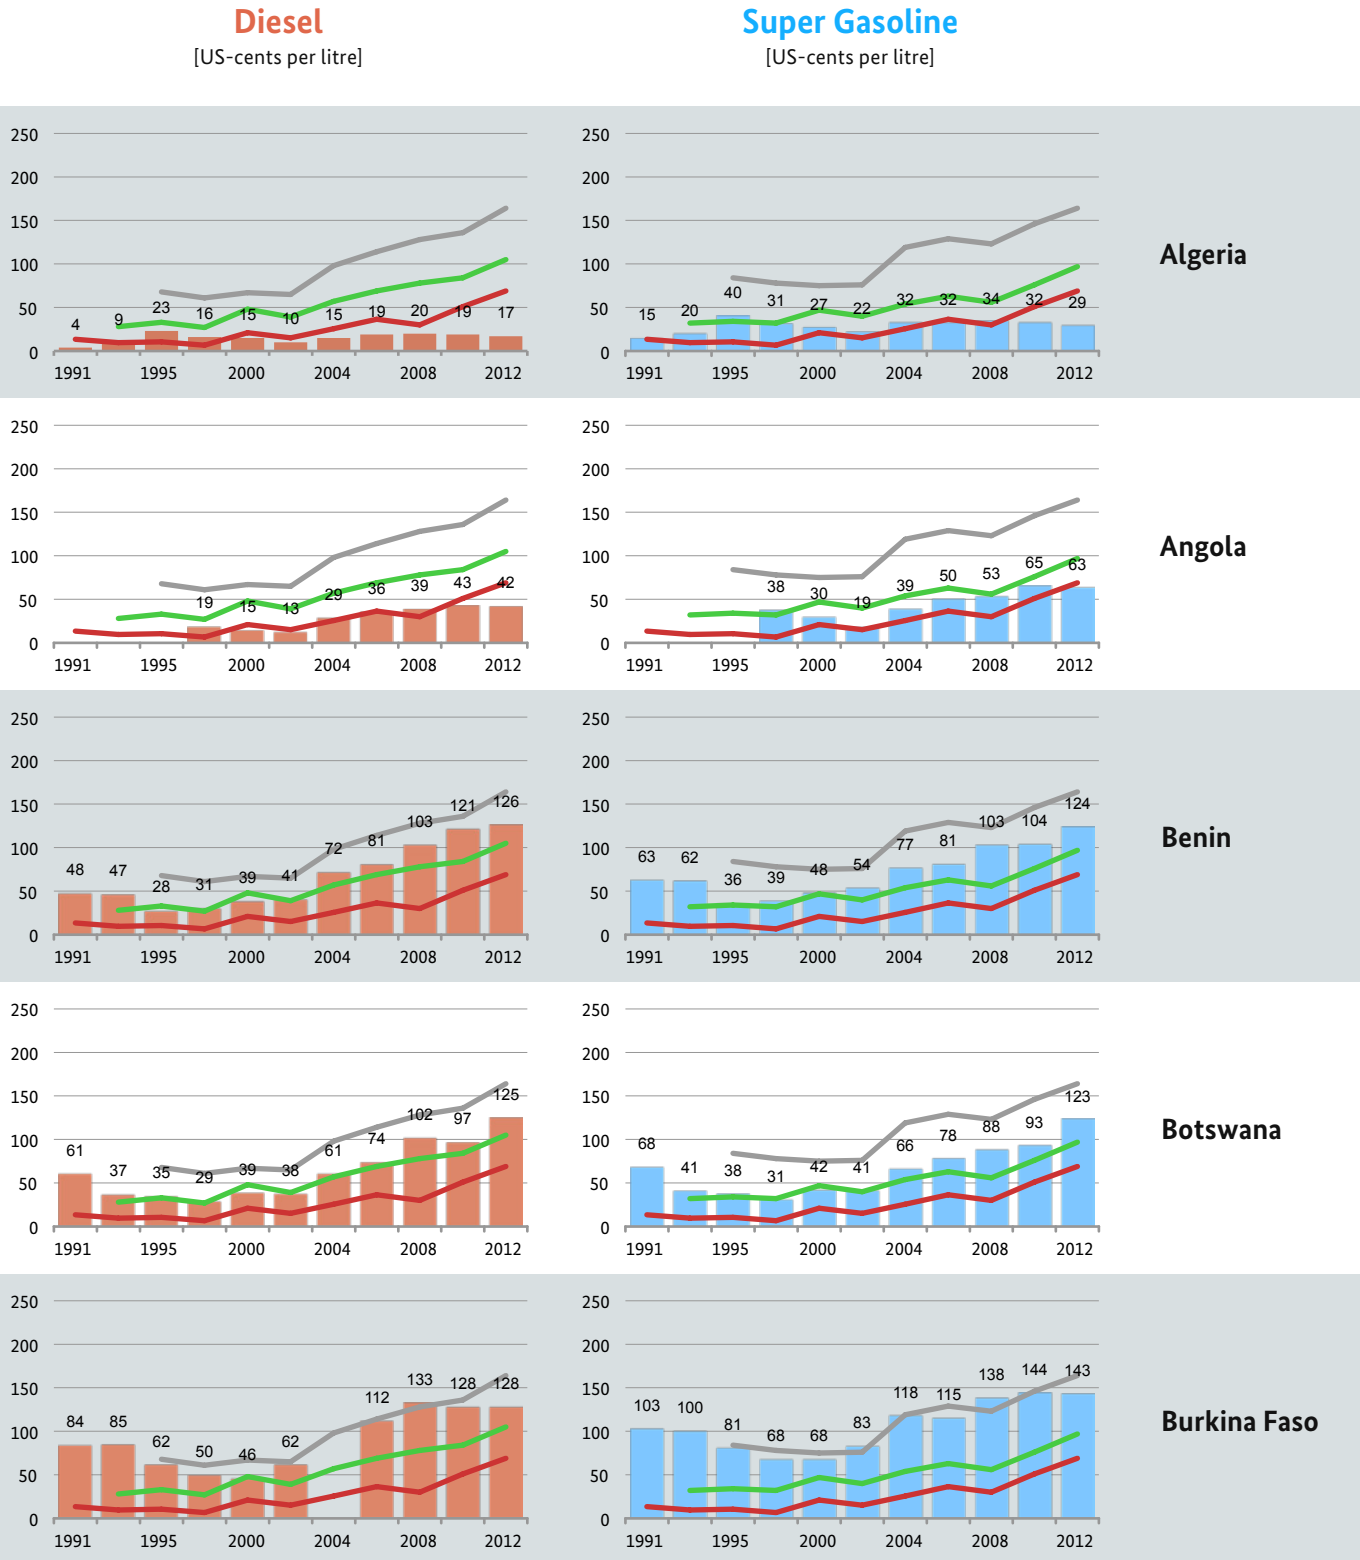 Diesel
[US-cents per litre]
Super Gasoline
[US-cents per litre]
250
200
150
100
50
0
4 9 23 16 15 10 15 19 20 19 17
1991 1995 2000 2004 2008 2012
250
200
150
100
50
0
15 20 40 31 27 22 32 32 34 32 29
1991 1995 2000 2004 2008 2012
Algeria
250
200
150
100
50
0
19 15 13 29 36 39 43 42
1991 1995 2000 2004 2008 2012
250
200
150
100
50
0
38 30 19 39 50 53 65 63
1991 1995 2000 2004 2008 2012
Angola
250
200
150
100
50
0
48 47 28 31 39 41 72 81 103 121 126
1991 1995 2000 2004 2008 2012
250
200
150
100
50
0
63 62 36 39 48 54 77 81 103 104 124
1991 1995 2000 2004 2008 2012
Benin
250
200
150
100
50
0
61 37 35 29 39 38 61 74 102 97 125
1991 1995 2000 2004 2008 2012
250
200
150
100
50
0
68 41 38 31 42 41 66 78 88 93 123
1991 1995 2000 2004 2008 2012
Botswana
250
200
150
100
50
0
84 85 62 50 46 62 112 133 128 128
1991 1995 2000 2004 2008 2012
250
200
150
100
50
0
103 100 81 68 68 83 118 115 138 144 143
1991 1995 2000 2004 2008 2012
Burkina Faso